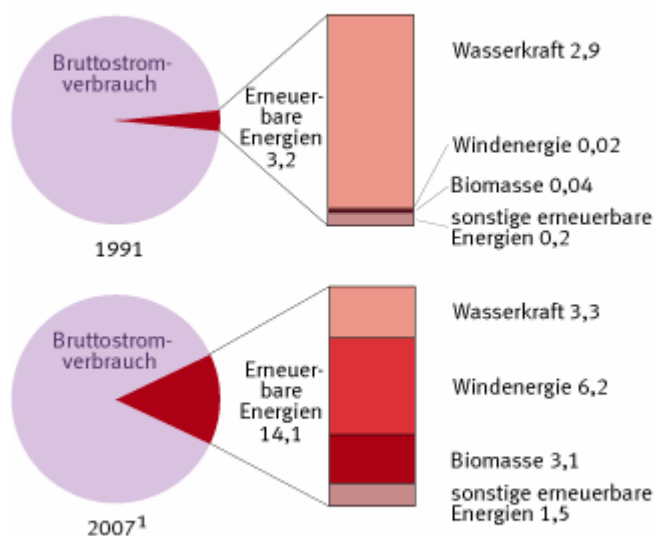 Bruttostrom-
verbrauch
Erneuer-
bare
Energien
3,2
Wasserkraft 2,9
Windenergie 0,02
Biomasse 0,04
sonstige erneuerbare
Energien 0,2
1991
Bruttostrom-
verbrauch
Erneuer-
bare
Energien
14,1
Wasserkraft 3,3
Windenergie 6,2
Biomasse 3,1
sonstige erneuerbare
Energien 1,5
2007¹